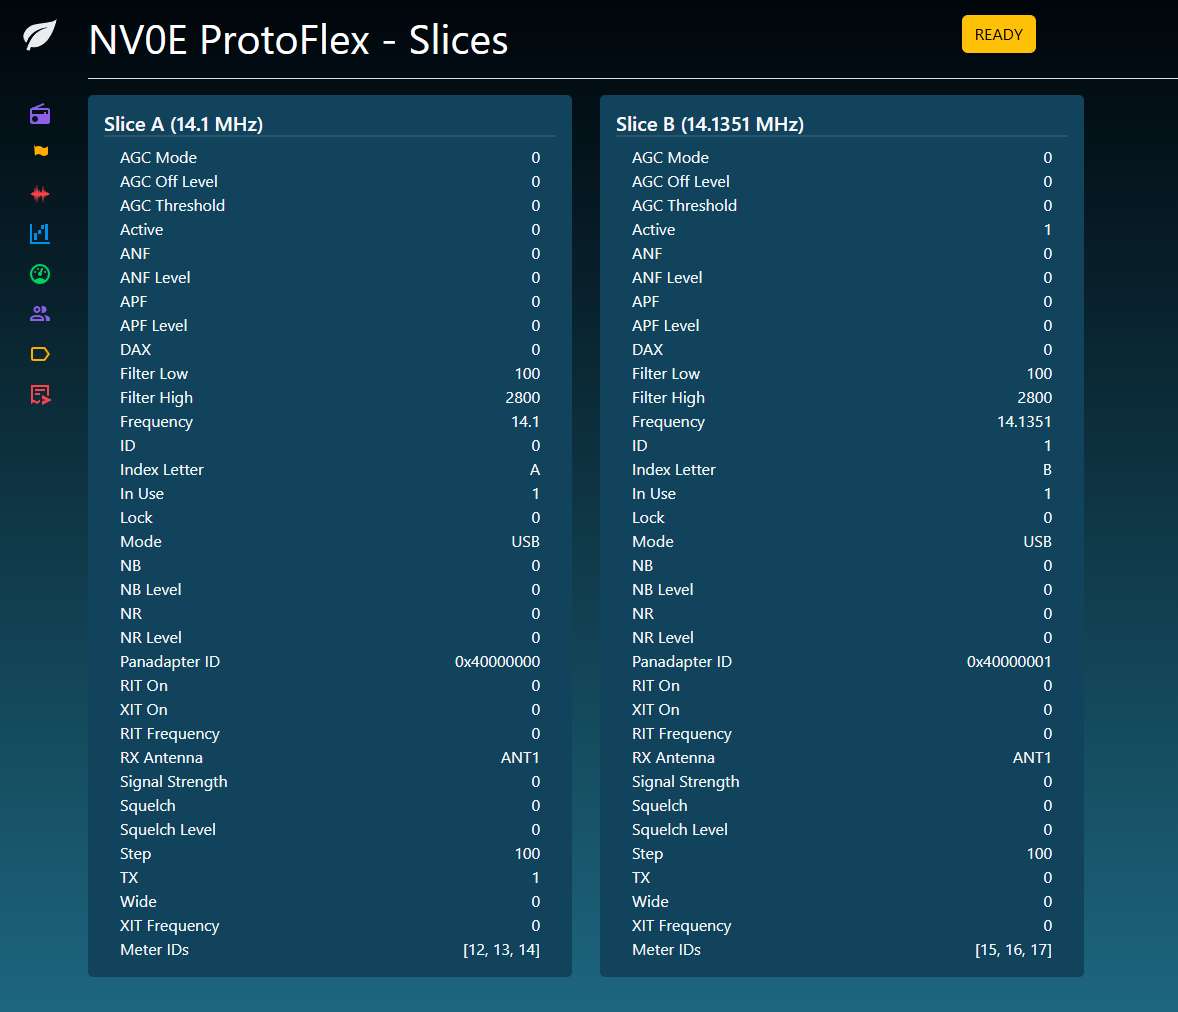 NV0E ProtoFlex - Slices
READY
Slice A (14.1 MHz)
AGC Mode 0
AGC Off Level 0
AGC Threshold 0
Active 0
ANF 0
ANF Level 0
APF 0
APF Level 0
DAX 0
Filter Low 100
Filter High 2800
Frequency 14.1
ID 0
Index Letter A
In Use 1
Lock 0
Mode USB
NB 0
NB Level 0
NR 0
NR Level 0
Panadapter ID 0x40000000
RIT On 0
XIT On 0
RIT Frequency 0
RX Antenna ANT1
Signal Strength 0
Squelch 0
Squelch Level 0
Step 100
TX 1
Wide 0
XIT Frequency 0
Meter IDs [12, 13, 14]
Slice B (14.1351 MHz)
AGC Mode 0
AGC Off Level 0
AGC Threshold 0
Active 1
ANF 0
ANF Level 0
APF 0
APF Level 0
DAX 0
Filter Low 100
Filter High 2800
Frequency 14.1351
ID 1
Index Letter B
In Use 1
Lock 0
Mode USB
NB 0
NB Level 0
NR 0
NR Level 0
Panadapter ID 0x40000001
RIT On 0
XIT On 0
RIT Frequency 0
RX Antenna ANT1
Signal Strength 0
Squelch 0
Squelch Level 0
Step 100
TX 0
Wide 0
XIT Frequency 0
Meter IDs [15, 16, 17]